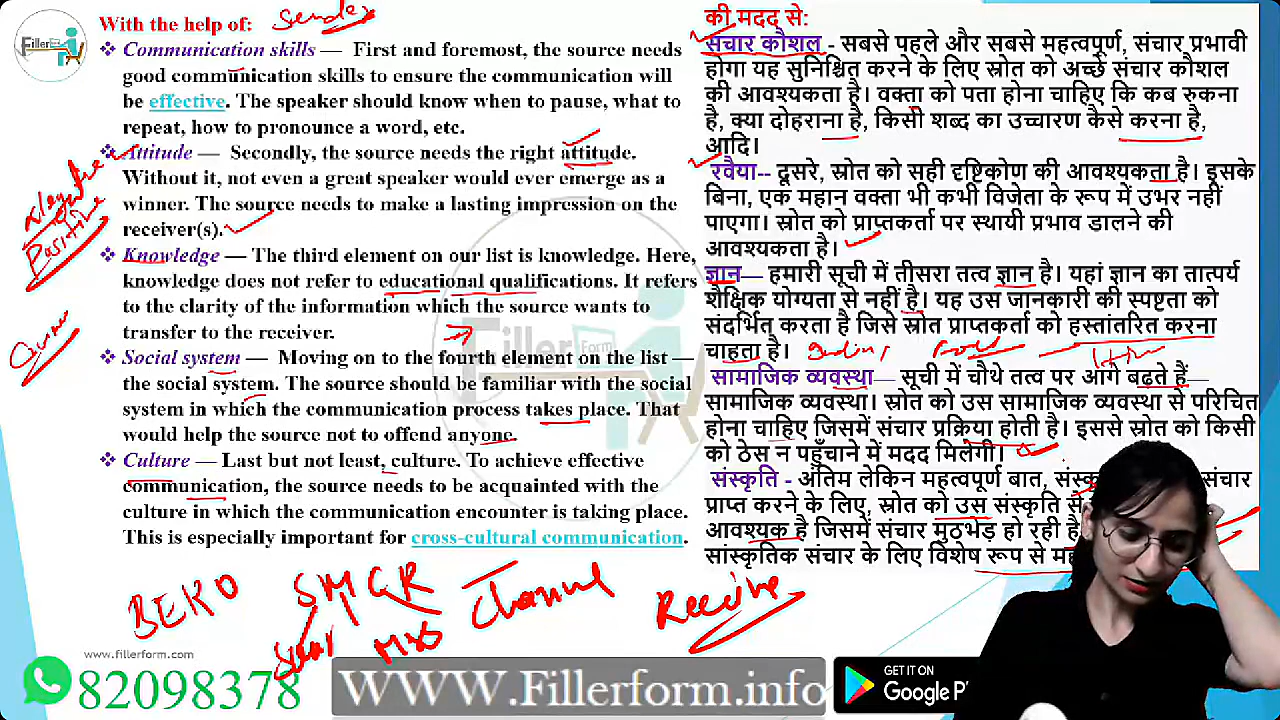 Filler
Form
With the help of:
Sender
❖ Communication skills — First and foremost, the source needs
good communication skills to ensure the communication will
be effective. The speaker should know when to pause, what to
repeat, how to pronounce a word, etc.
❖ Attitude — Secondly, the source needs the right attitude.
Without it, not even a great speaker would ever emerge as a
winner. The source needs to make a lasting impression on the
receiver(s).
❖ Knowledge — The third element on our list is knowledge. Here,
knowledge does not refer to educational qualifications. It refers
to the clarity of the information which the source wants to
transfer to the receiver.
❖ Social system — Moving on to the fourth element on the list —
the social system. The source should be familiar with the social
system in which the communication process takes place. That
would help the source not to offend anyone.
❖ Culture — Last but not least, culture. To achieve effective
communication, the source needs to be acquainted with the
culture in which the communication encounter is taking place.
This is especially important for cross-cultural communication.
Positive
की मदद से:
संचार कौशल - सबसे पहले और सबसे महत्वपूर्ण, संचार प्रभावी
होगा यह सुनिश्चित करने के लिए स्रोत को अच्छे संचार कौशल
की आवश्यकता है। वक्ता को पता होना चाहिए कि कब रुकना
है, क्या दोहराना है, किसी शब्द का उच्चारण कैसे करना है,
आदि।
रवैया-- दूसरे, स्रोत को सही दृष्टिकोण की आवश्यकता है। इसके
बिना, एक महान वक्ता भी कभी विजेता के रूप में उभर नहीं
पाएगा। स्रोत को प्राप्तकर्ता पर स्थायी प्रभाव डालने की
आवश्यकता है।
ज्ञान— हमारी सूची में तीसरा तत्व ज्ञान है। यहां ज्ञान का तात्पर्य
शैक्षिक योग्यता से नहीं है। यह उस जानकारी की स्पष्टता को
संदर्भित करता है जिसे स्रोत प्राप्तकर्ता को हस्तांतरित करना
चाहता है।
सामाजिक व्यवस्था— सूची में चौथे तत्व पर आगे बढ़ते हैं—
सामाजिक व्यवस्था। स्रोत को उस सामाजिक व्यवस्था से परिचित
होना चाहिए जिसमें संचार प्रक्रिया होती है। इससे स्रोत को किसी
को ठेस न पहुँचाने में मदद मिलेगी।
संस्कृति - अंतिम लेकिन महत्वपूर्ण बात, संचार
प्राप्त करने के लिए, स्रोत को उस संस्कृति से
आवश्यक है जिसमें संचार मुठभेड़ हो रही है
सांस्कृतिक संचार के लिए विशेष रूप से
BERO SMCR Channel Receive
www.fillerform.com
82098378
WWW.Fillerform.info
GET IT ON
Google P